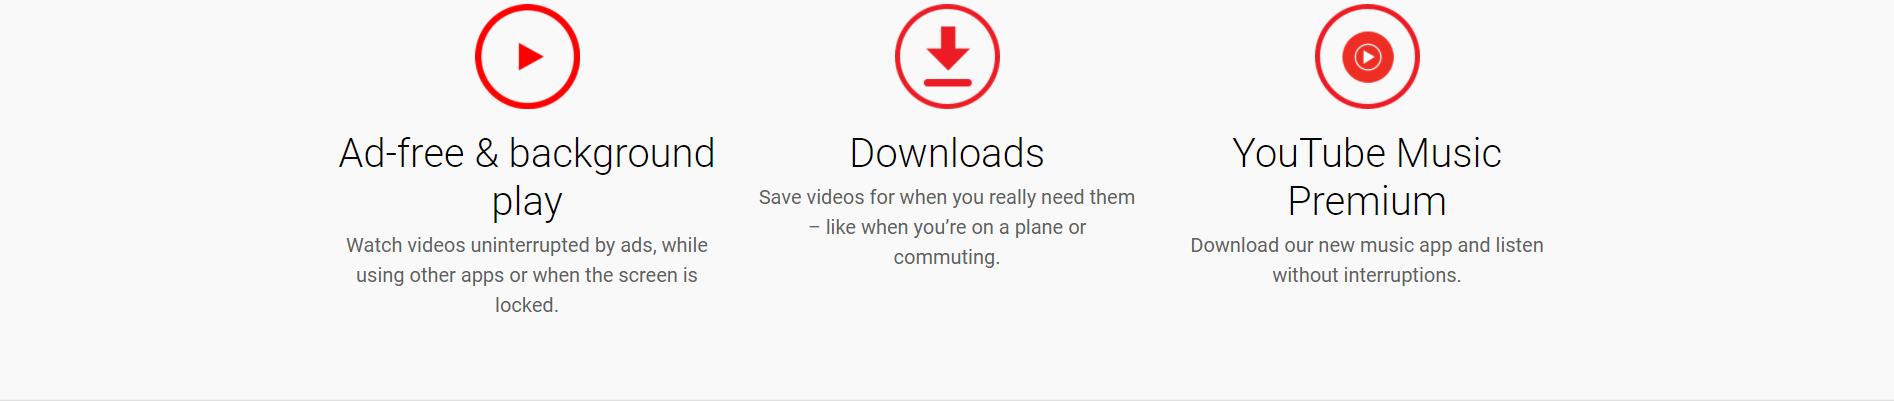 Ad-free & background
play
Watch videos uninterrupted by ads, while
using other apps or when the screen is
locked.
Downloads
Save videos for when you really need them
– like when you’re on a plane or
commuting.
YouTube Music
Premium
Download our new music app and listen
without interruptions.